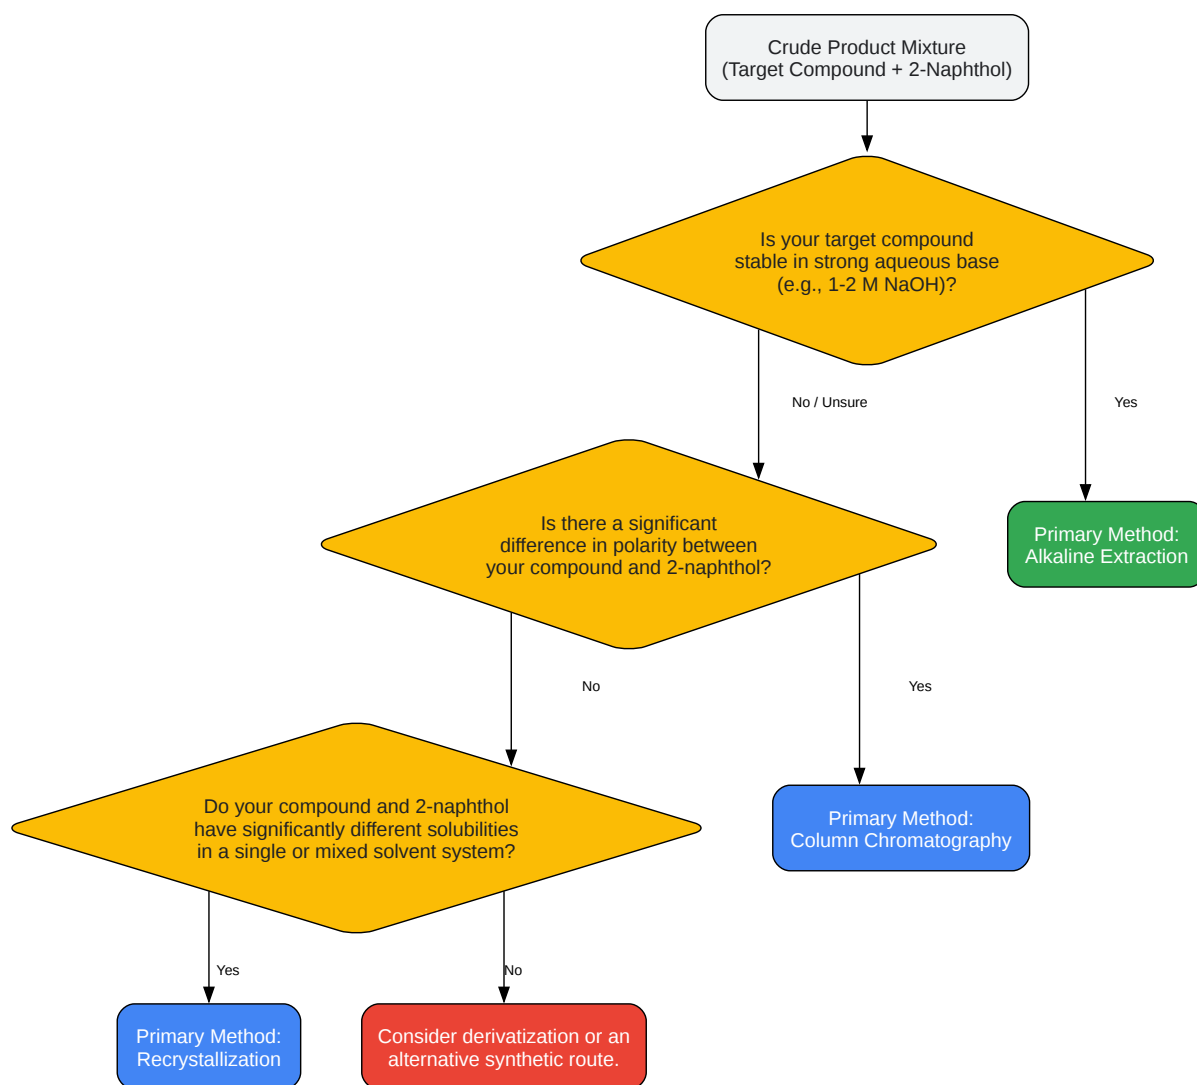 Crude Product Mixture
(Target Compound + 2-Naphthol)
Is your target compound
stable in strong aqueous base
(e.g., 1-2 M NaOH)?
No / Unsure
Yes
Is there a significant
difference in polarity between
your compound and 2-naphthol?
Primary Method:
Alkaline Extraction
No
Yes
Do your compound and 2-naphthol
have significantly different solubilities
in a single or mixed solvent system?
Primary Method:
Column Chromatography
Yes
No
Primary Method:
Recrystallization
Consider derivatization or an
alternative synthetic route.